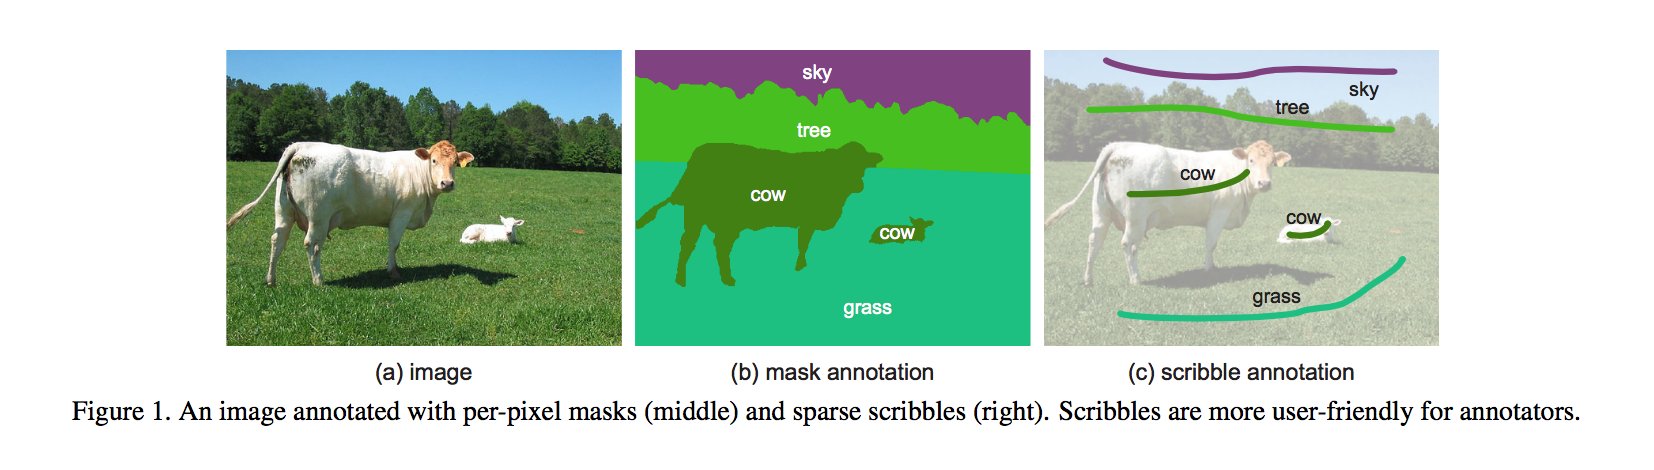 sky
tree
cow
cow
grass
sky
tree
cow
cow
grass
(a) image
(b) mask annotation
(c) scribble annotation
Figure 1. An image annotated with per-pixel masks (middle) and sparse scribbles (right). Scribbles are more user-friendly for annotators.